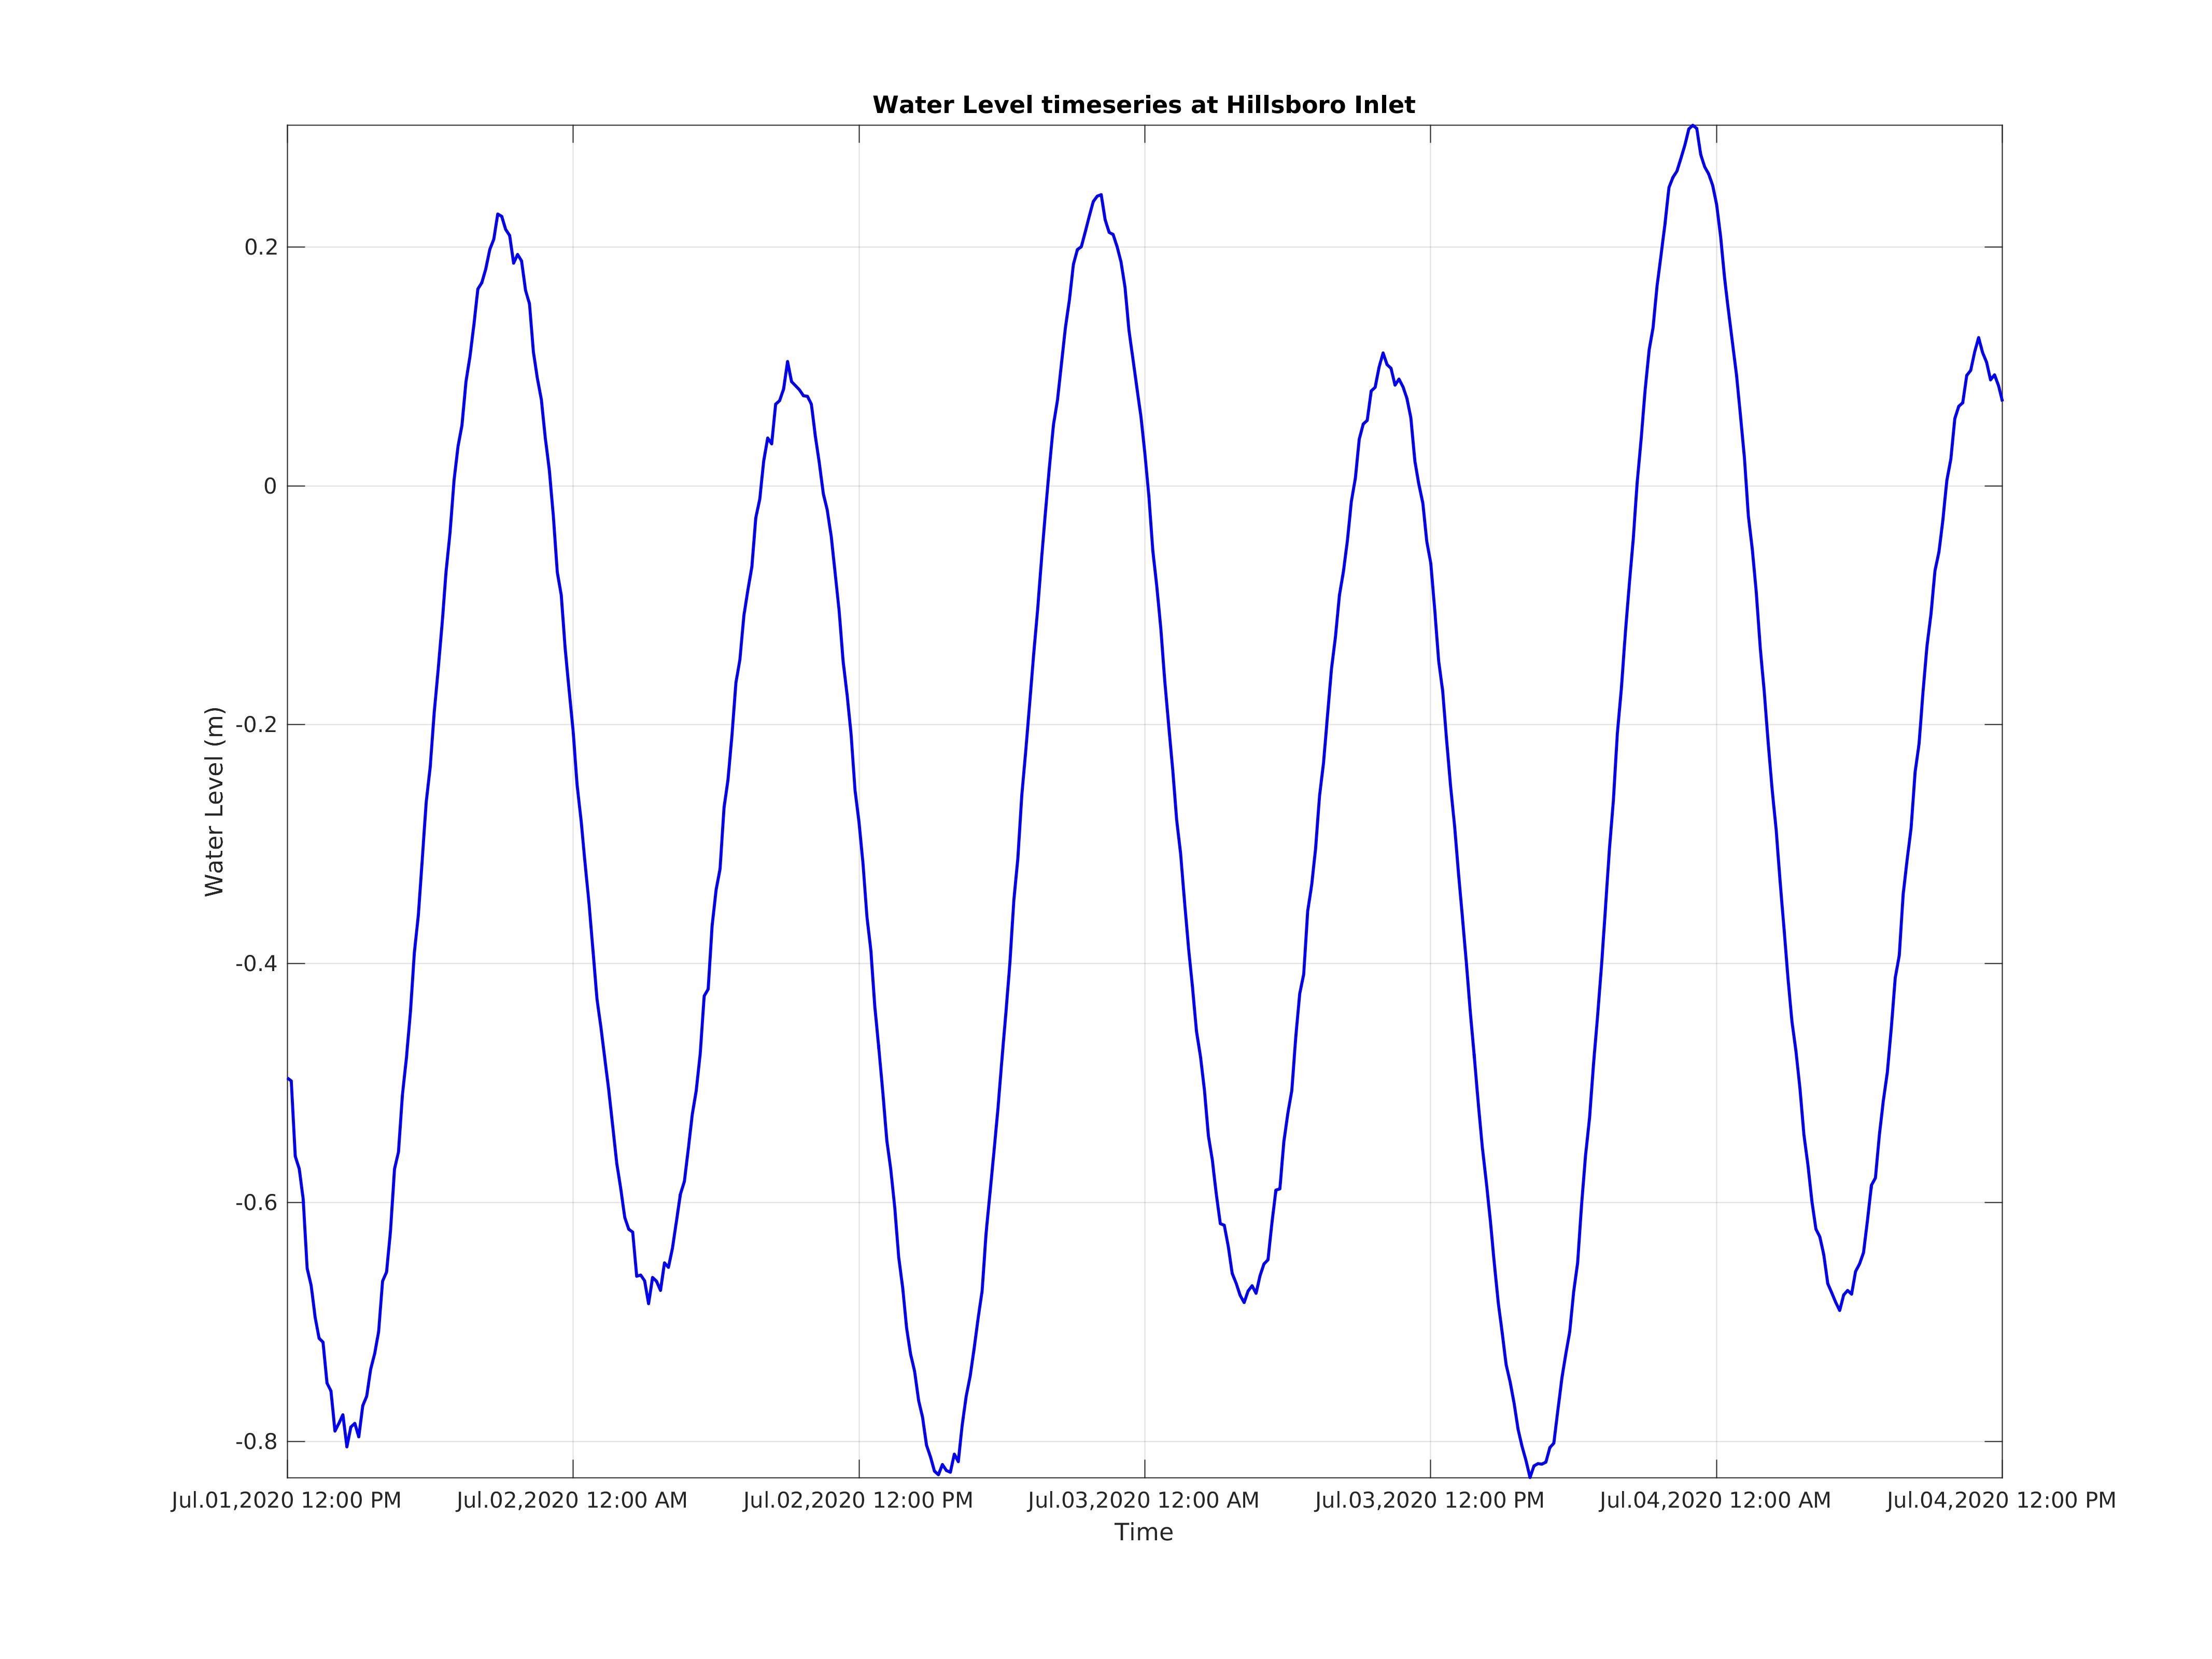 Water Level timeseries at Hillsboro Inlet
0.2
0
-0.2
-0.4
-0.6
-0.8
Water Level (m)
Jul.01,2020 12:00 PM
Jul.02,2020 12:00 AM
Jul.02,2020 12:00 PM
Jul.03,2020 12:00 AM
Jul.03,2020 12:00 PM
Jul.04,2020 12:00 AM
Jul.04,2020 12:00 PM
Time